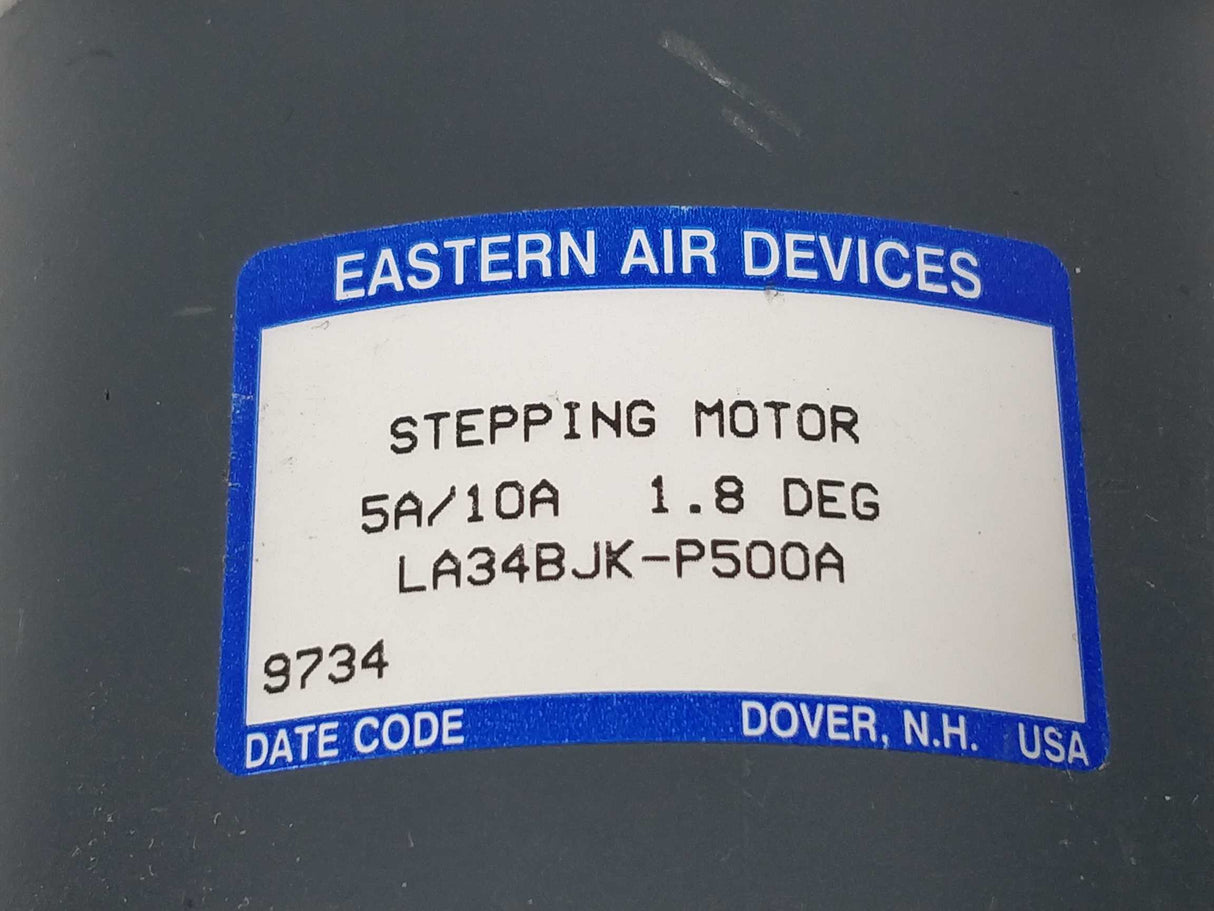 EASTERN AIR DEVICES
STEPPING MOTOR
5A/10A 1.8 DEG
LA34BJK-P500A
9734
DATE CODE DOVER, N.H. USA